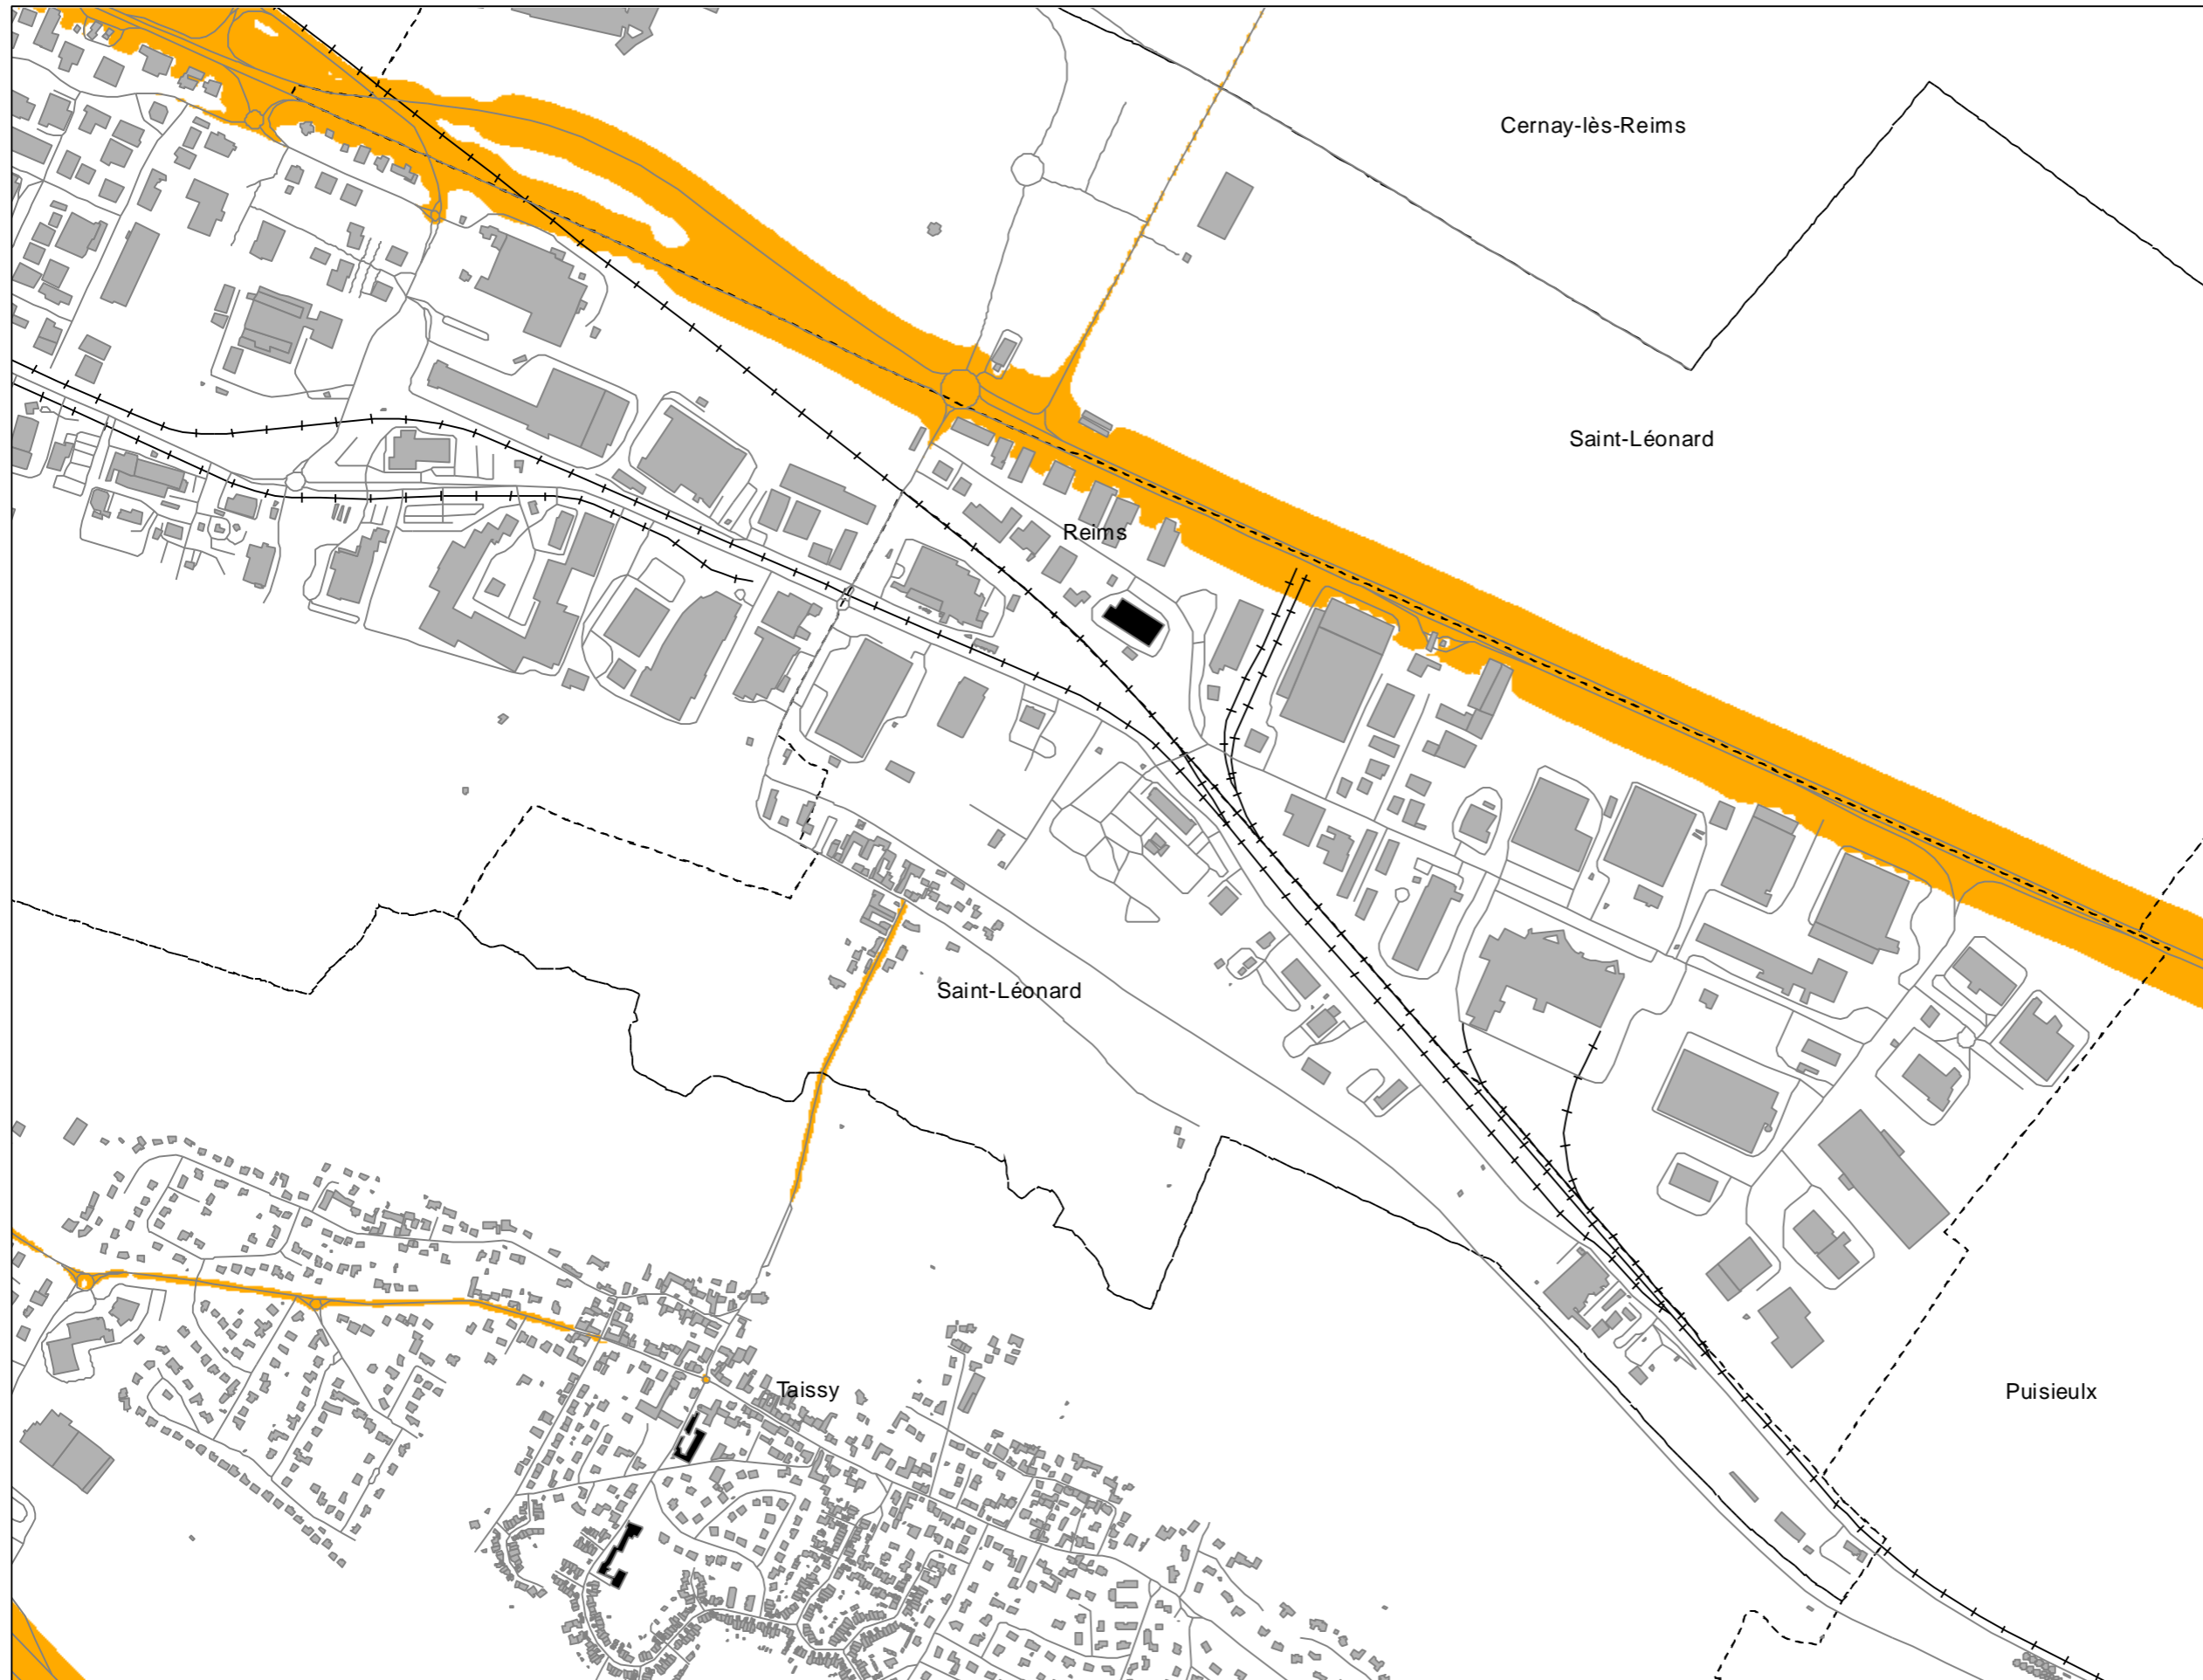 Cernay-lès-Reims
Saint-Léonard
Reims
Saint-Léonard
Taissy
Puisieulx